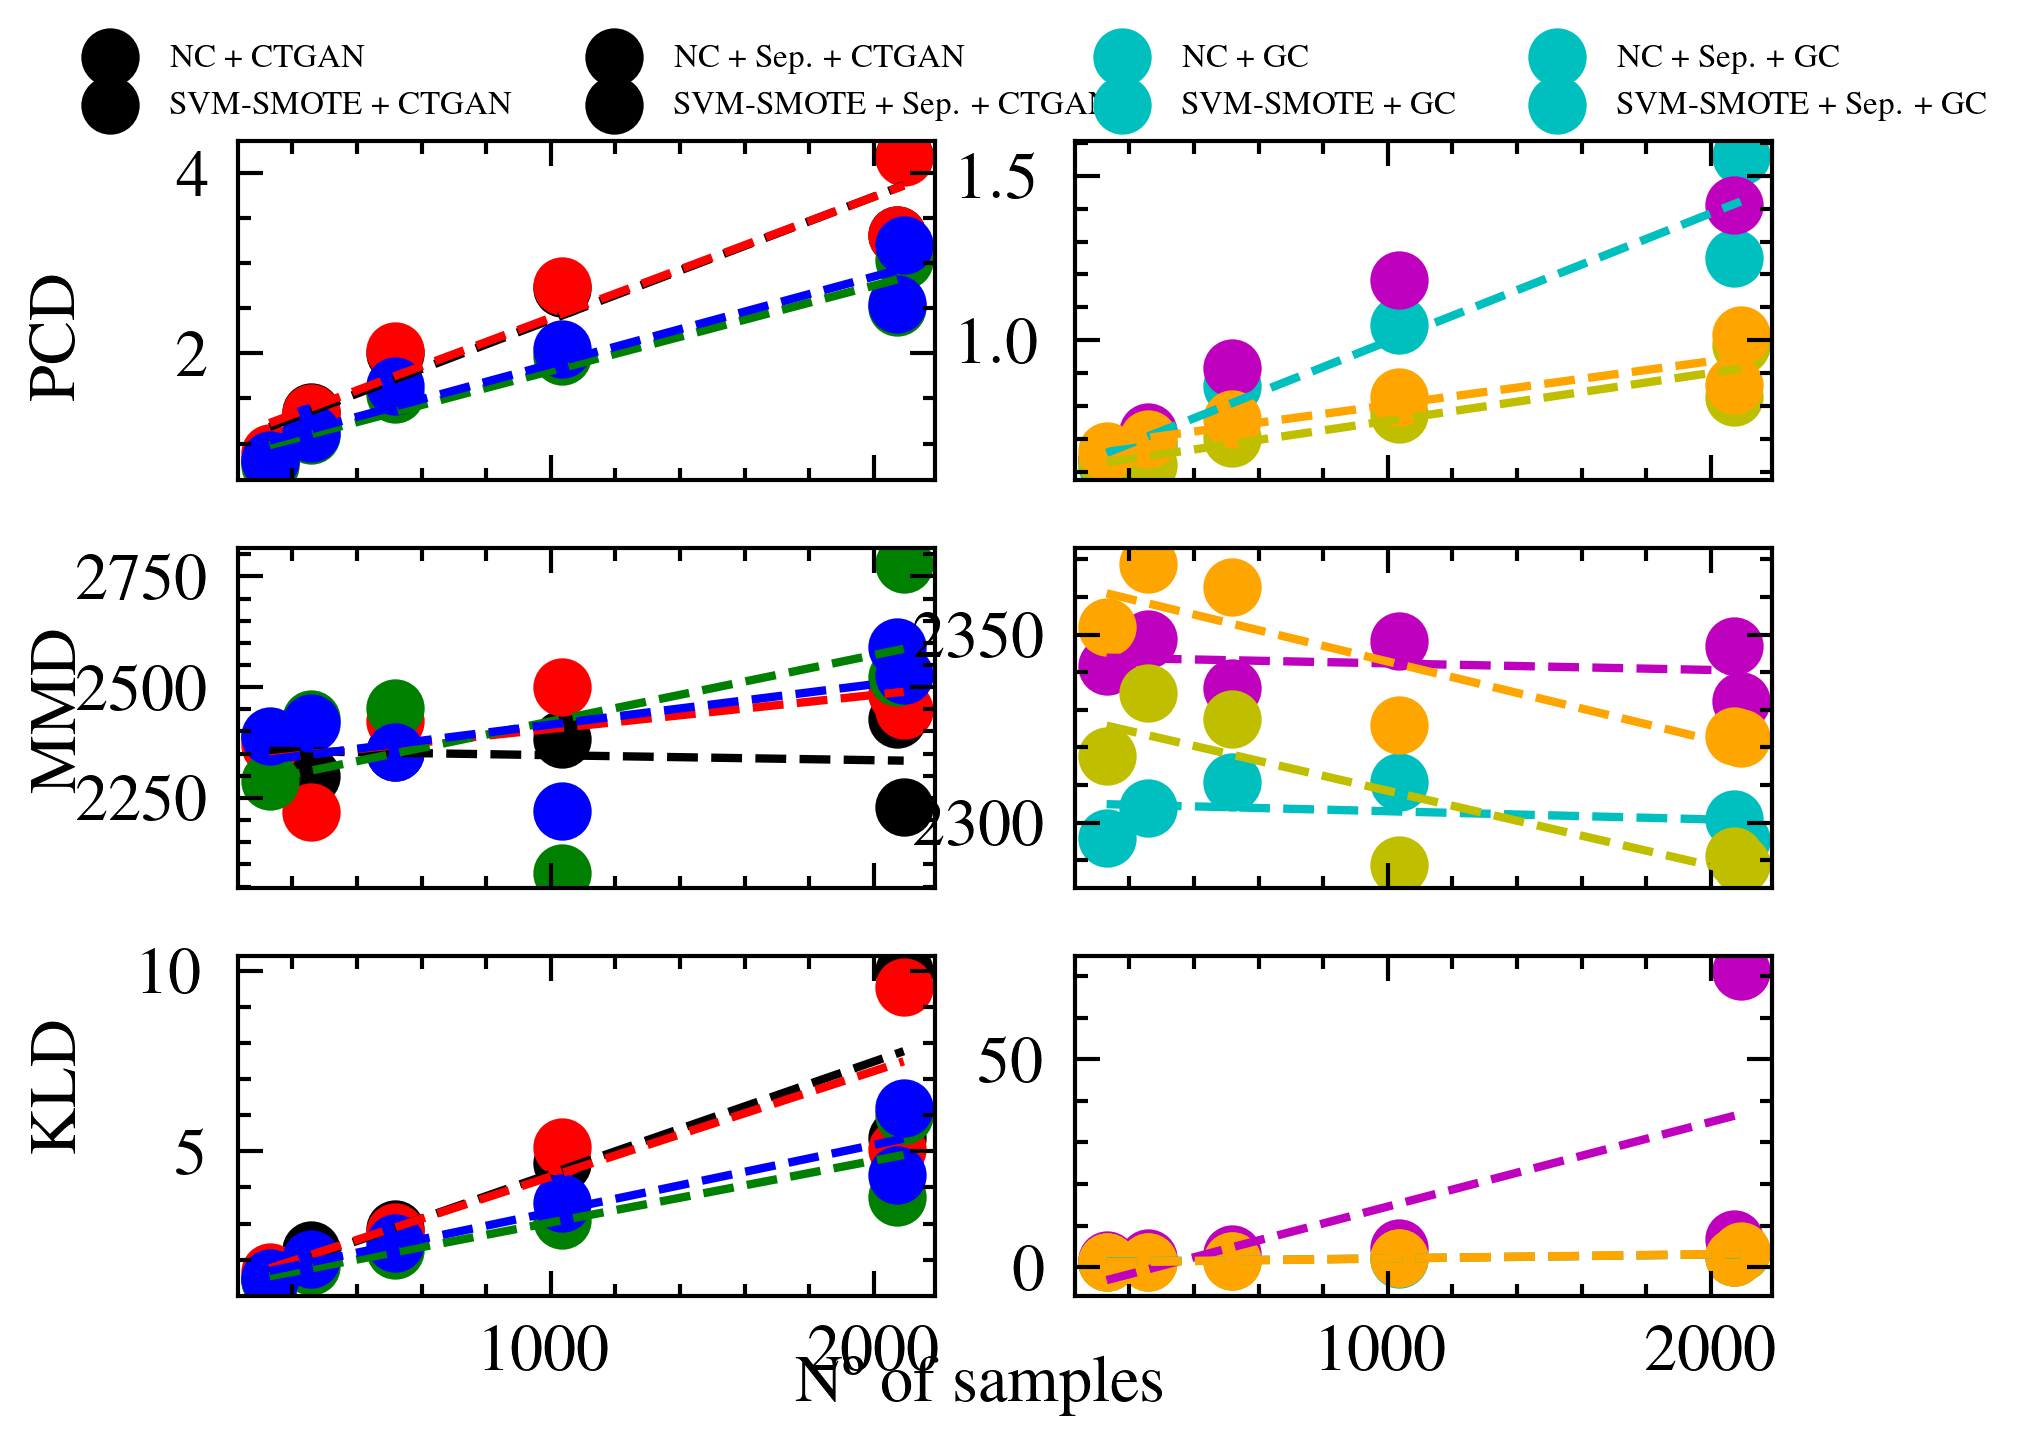 NC + CTGAN NC + Sep. + CTGAN NC + GC NC + Sep. + GC
SVM-SMOTE + CTGAN SVM-SMOTE + Sep. + CTGAN SVM-SMOTE + GC SVM-SMOTE + Sep. + GC
4 1.5
PCD
2 1.0
2750
2350
MMD
2500
2250 2300
10
KLD
50
5
0
1000 2000 1000 2000
Nº of samples